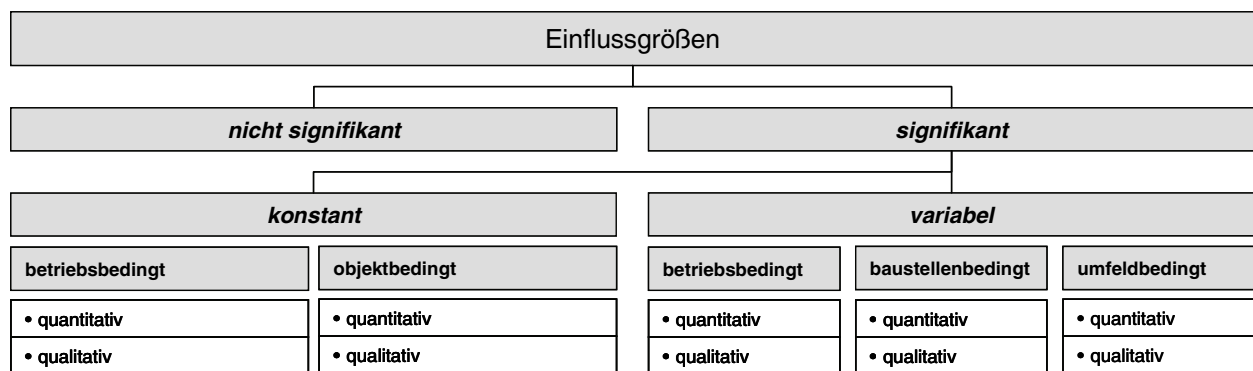 Einflussgrößen
nicht signifikant
signifikant
konstant
variabel
betriebsbedingt
objektbedingt
betriebsbedingt
baustellenbedingt
umfeldbedingt
• quantitativ
• quantitativ
• quantitativ
• quantitativ
• quantitativ
• qualitativ
• qualitativ
• qualitativ
• qualitativ
• qualitativ